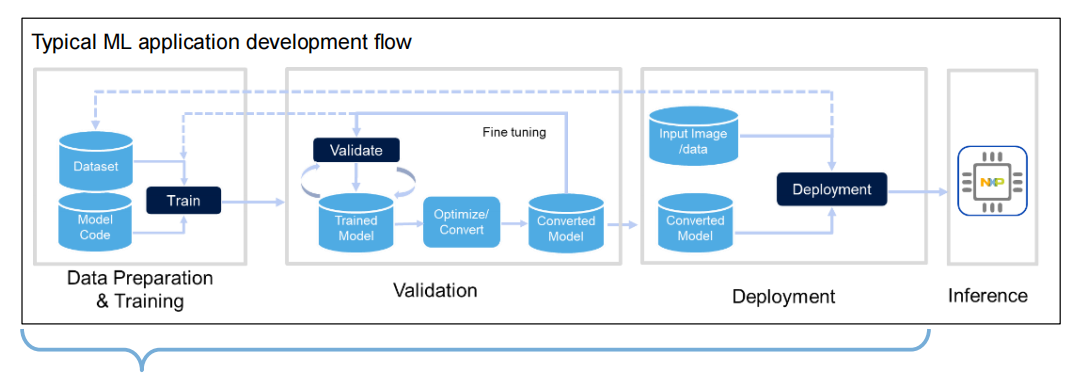 Typical ML application development flow
Dataset
Model
Code
Train
Data Preparation
& Training
Validate
Fine tuning
Trained
Model
Optimize/
Convert
Converted
Model
Validation
Input Image
/data
Converted
Model
Deployment
Deployment
NXP
Inference